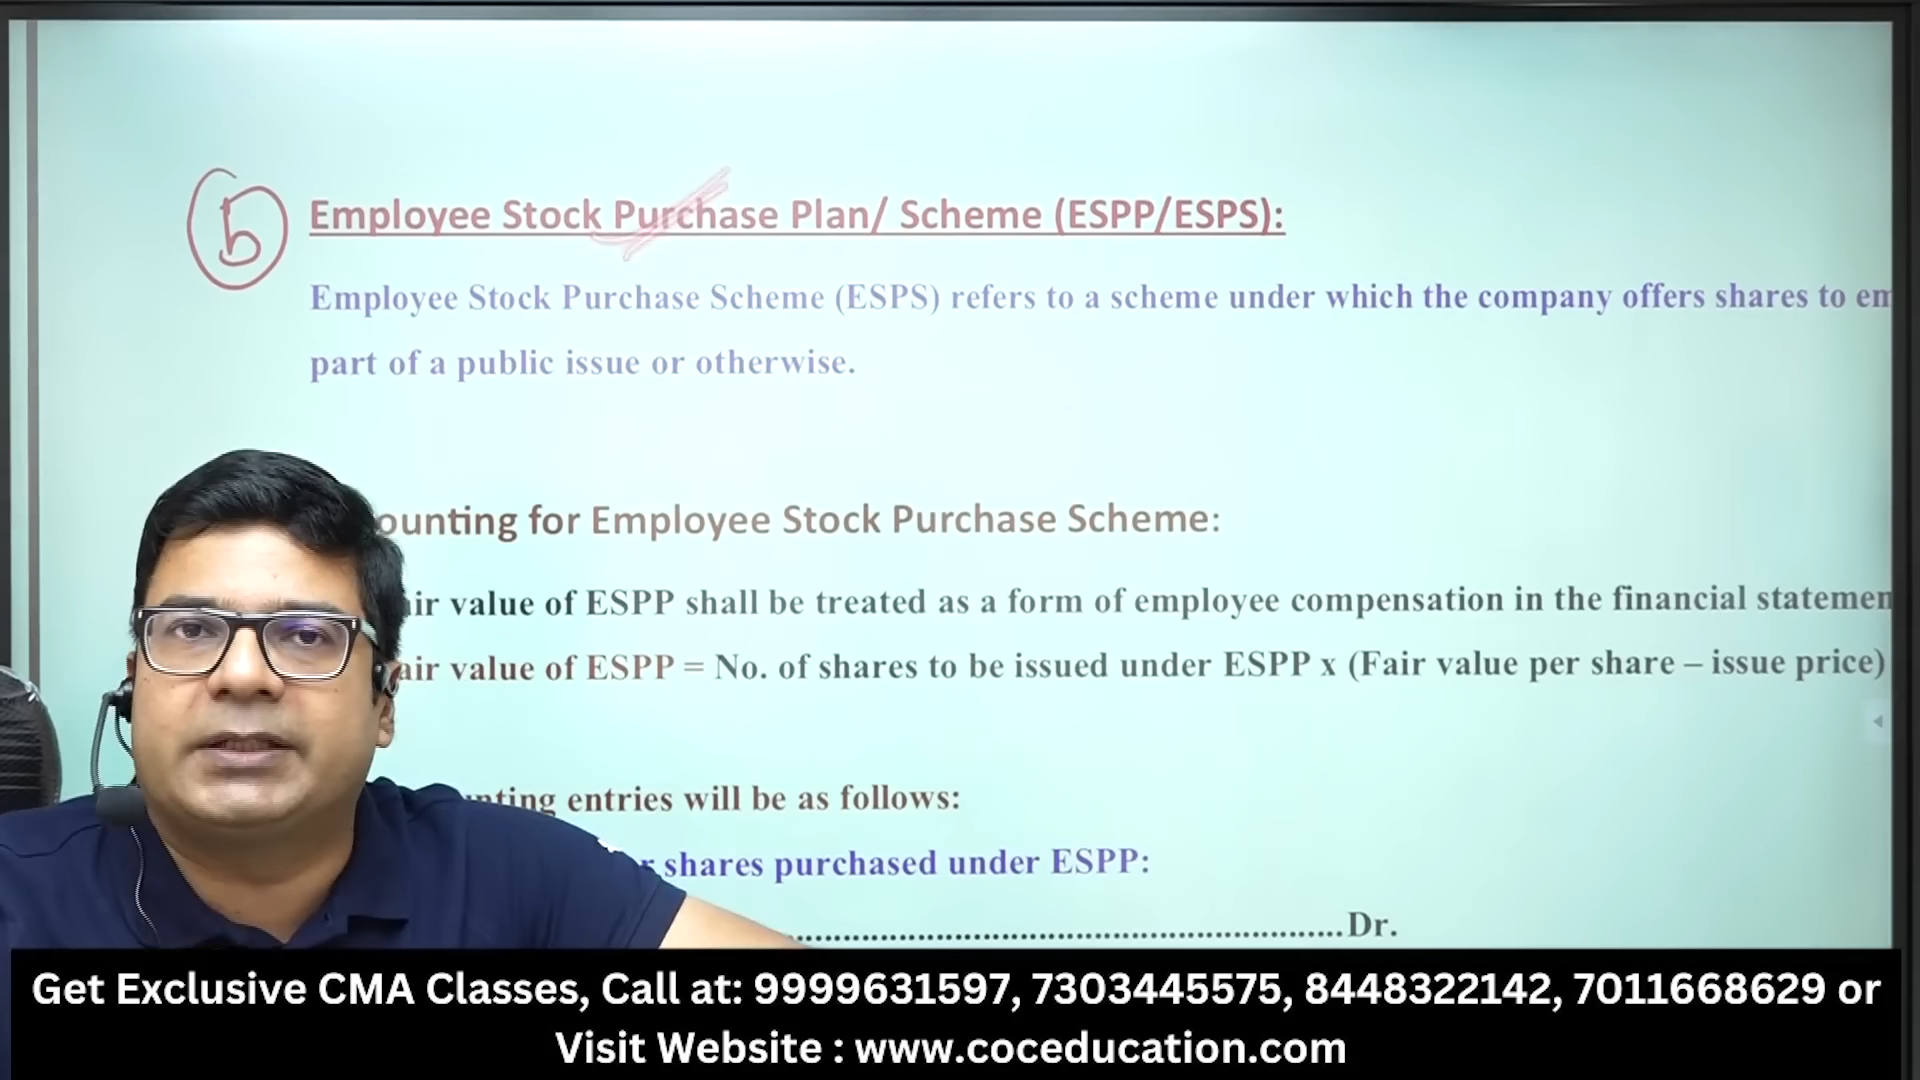 b
Employee Stock Purchase Plan/ Scheme (ESPP/ESPS):
Employee Stock Purchase Scheme (ESPS) refers to a scheme under which the company offers shares to em
part of a public issue or otherwise.
ounting for Employee Stock Purchase Scheme:
air value of ESPP shall be treated as a form of employee compensation in the financial statemen
air value of ESPP = No. of shares to be issued under ESPP x (Fair value per share – issue price)
nting entries will be as follows:
r shares purchased under ESPP:
..........................................................Dr.
Get Exclusive CMA Classes, Call at: 9999631597, 7303445575, 8448322142, 7011668629 or
Visit Website : www.coceducation.com